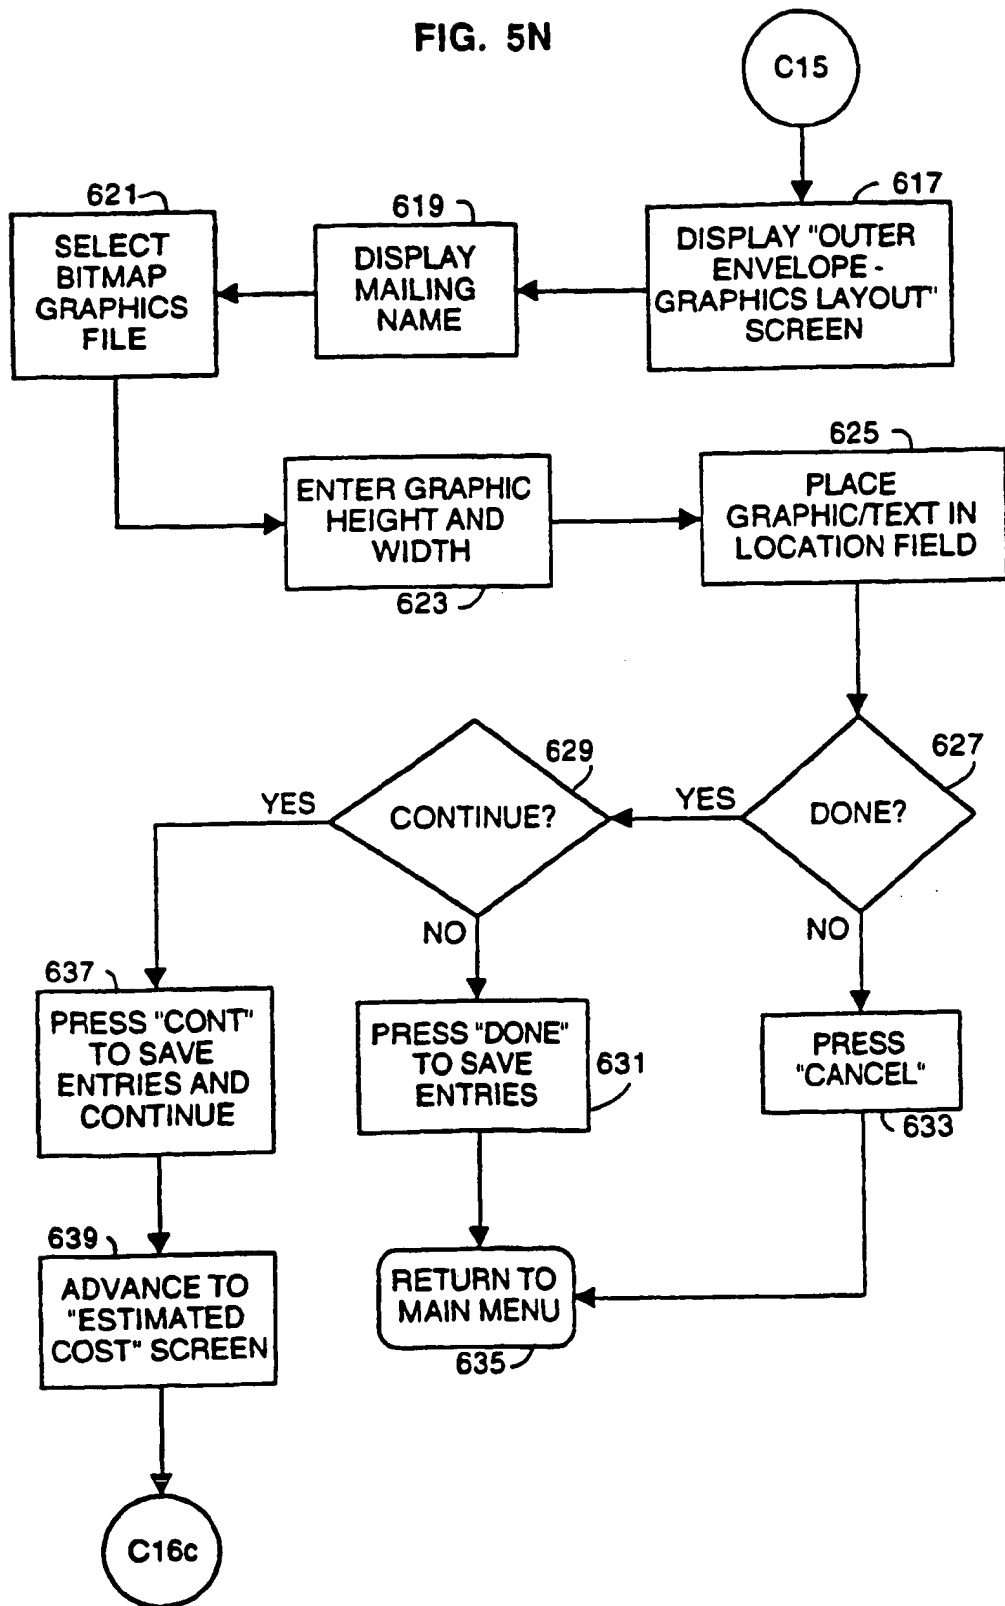 FIG. 5N
C15
617
DISPLAY "OUTER
ENVELOPE -
GRAPHICS LAYOUT"
SCREEN
619
DISPLAY
MAILING
NAME
621
SELECT
BITMAP
GRAPHICS
FILE
ENTER GRAPHIC
HEIGHT AND
WIDTH
623
625
PLACE
GRAPHIC/TEXT IN
LOCATION FIELD
627
DONE?
YES
NO
629
CONTINUE?
YES
NO
637
PRESS "CONT"
TO SAVE
ENTRIES AND
CONTINUE
PRESS "DONE"
TO SAVE
ENTRIES
631
PRESS
"CANCEL"
633
639
ADVANCE TO
"ESTIMATED
COST" SCREEN
RETURN TO
MAIN MENU
635
C16c